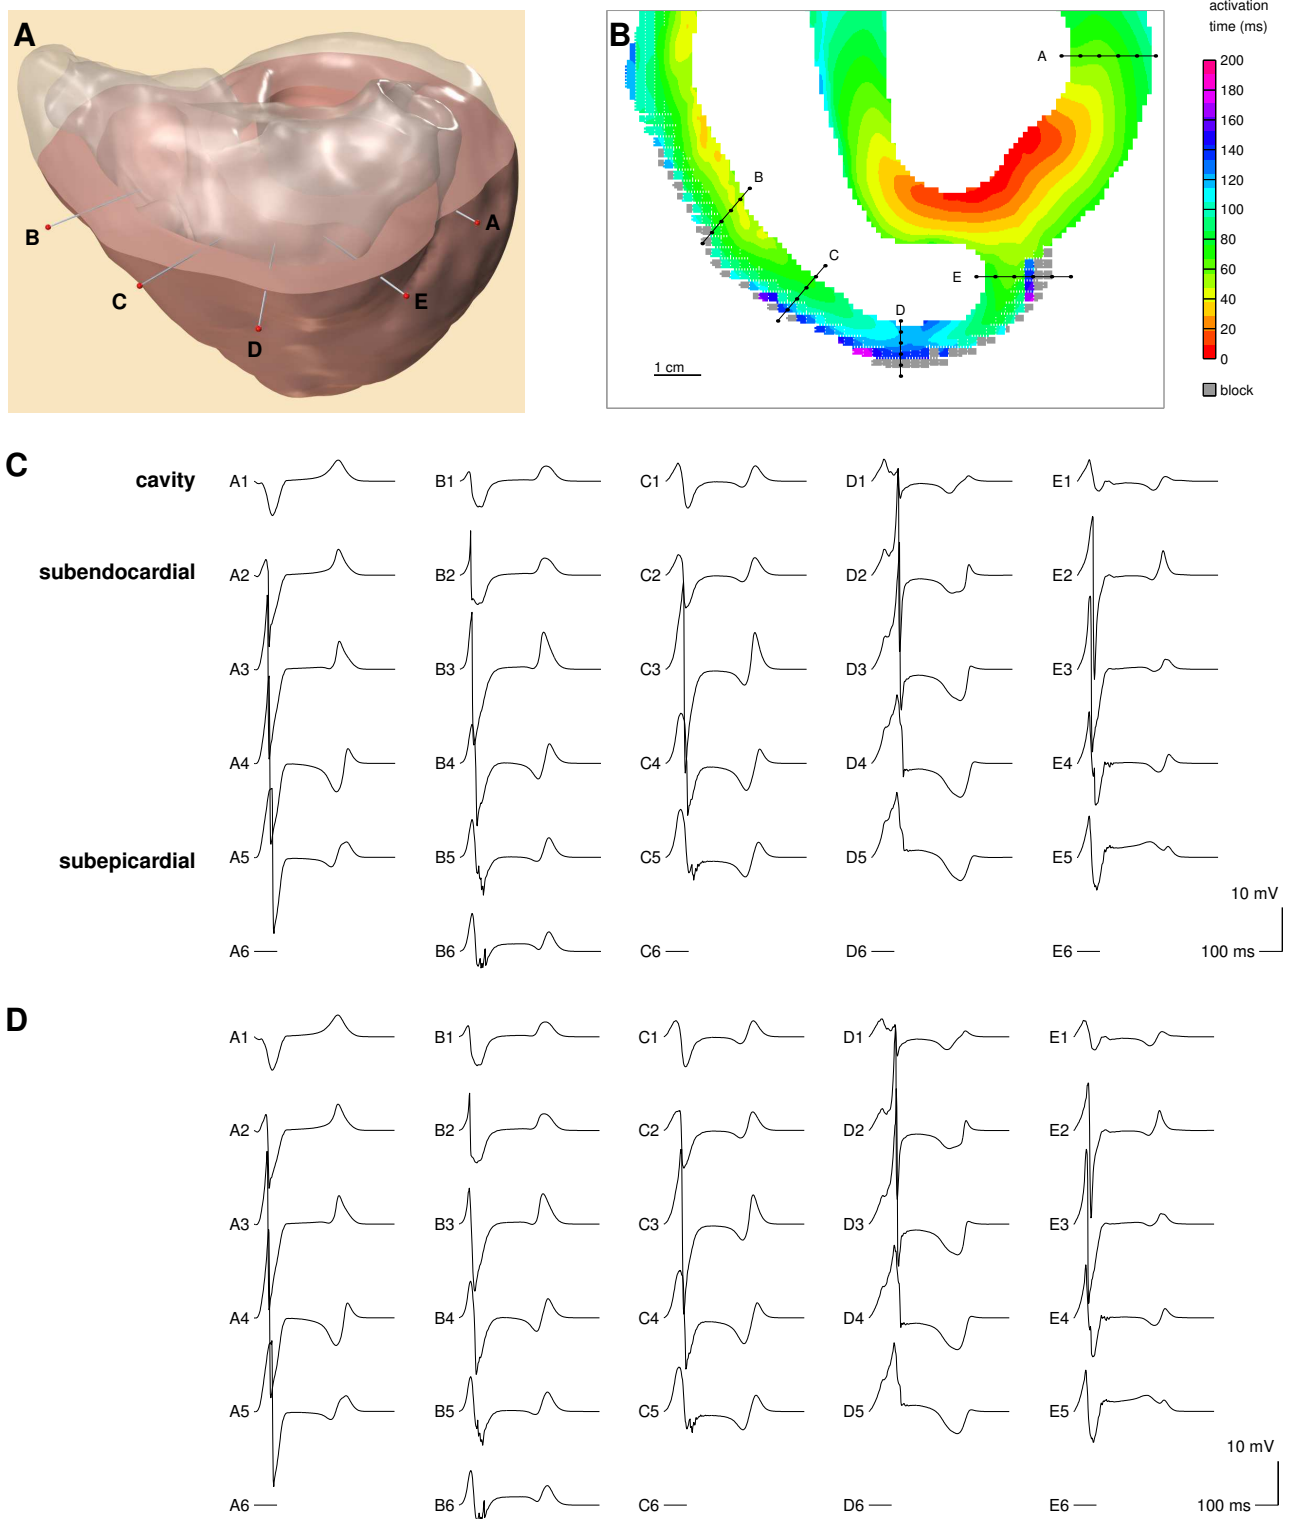 A
B
C
D
E
A
B
activation
time (ms)
A
B
C
D
E
1 cm
200
180
160
140
120
100
80
60
40
20
0
block
C
cavity
A1
B1
C1
D1
E1
subendocardial
A2
B2
C2
D2
E2
A3
B3
C3
D3
E3
A4
B4
C4
D4
E4
subepicardial
A5
B5
C5
D5
E5
10 mV
A6
B6
C6
D6
E6
100 ms
D
A1
B1
C1
D1
E1
A2
B2
C2
D2
E2
A3
B3
C3
D3
E3
A4
B4
C4
D4
E4
A5
B5
C5
D5
E5
10 mV
A6
B6
C6
D6
E6
100 ms